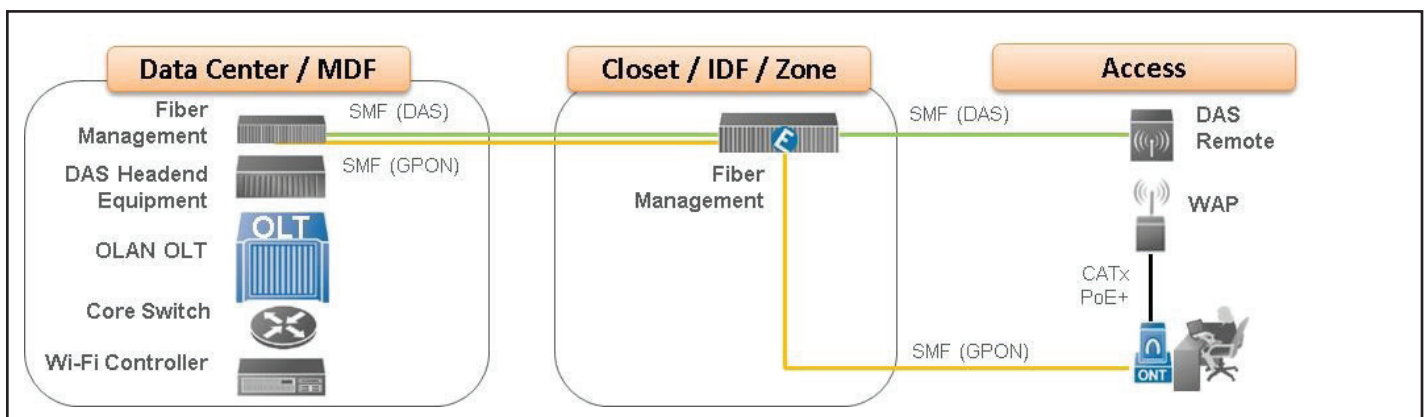 Data Center / MDF
Closet / IDF / Zone
Access
Fiber
Management
SMF (DAS)
SMF (GPON)
DAS Headend
Equipment
OLT
OLAN OLT
Core Switch
Wi-Fi Controller
E
Fiber
Management
SMF (DAS)
DAS
Remote
WAP
CATx
PoE+
SMF (GPON)
ONT